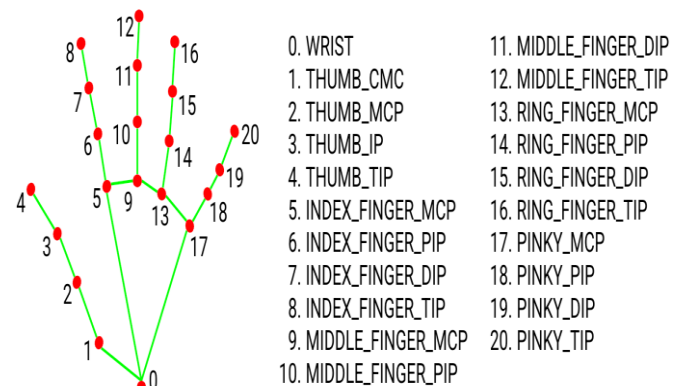 12
8
16
11
7
15
10
6
14
20
19
4
5
9
13
18
3
17
2
1
0
0. WRIST
1. THUMB_CMC
2. THUMB_MCP
3. THUMB_IP
4. THUMB_TIP
5. INDEX_FINGER_MCP
6. INDEX_FINGER_PIP
7. INDEX_FINGER_DIP
8. INDEX_FINGER_TIP
9. MIDDLE_FINGER_MCP
10. MIDDLE_FINGER_PIP
11. MIDDLE_FINGER_DIP
12. MIDDLE_FINGER_TIP
13. RING_FINGER_MCP
14. RING_FINGER_PIP
15. RING_FINGER_DIP
16. RING_FINGER_TIP
17. PINKY_MCP
18. PINKY_PIP
19. PINKY_DIP
20. PINKY_TIP